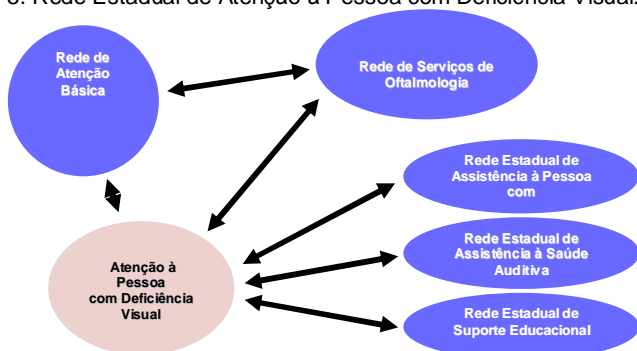 3. Rede Estadual de Atenção à Pessoa com Deficiência Visual.
Rede de
Atenção
Básica
Rede de Serviços de
Oftalmologia
Rede Estadual de
Assistência à Pessoa
com
Rede Estadual de
Assistência à Saúde
Auditiva
Atenção à
Pessoa
com Deficiência
Visual
Rede Estadual de
Suporte Educacional